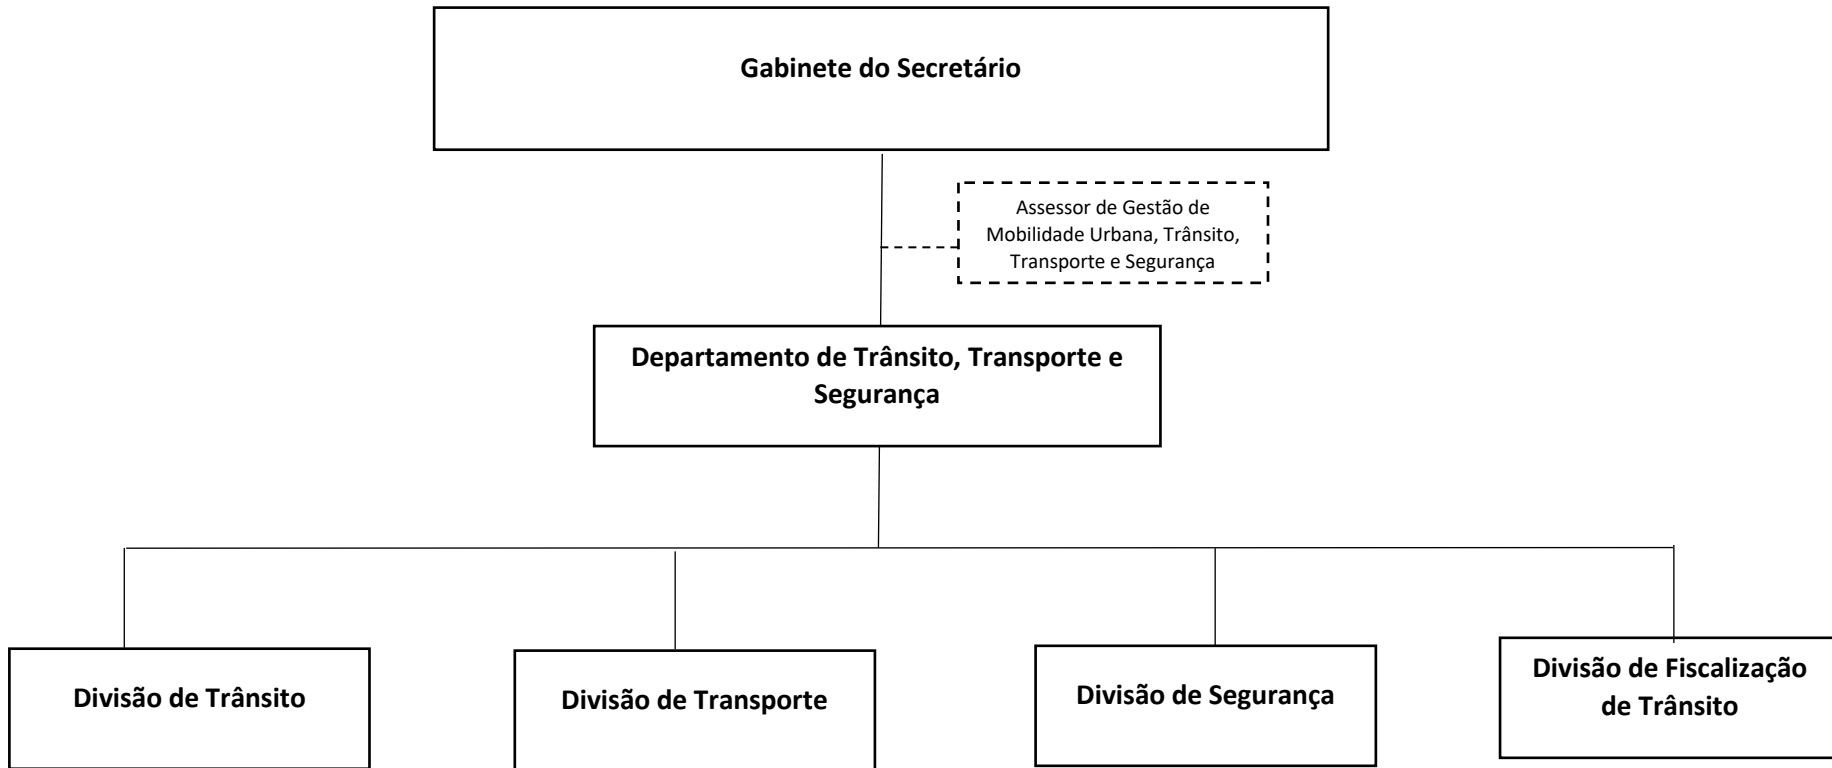 Gabinete do Secretário
Assessor de Gestão de
Mobilidade Urbana, Trânsito,
Transporte e Segurança
Departamento de Trânsito, Transporte e
Segurança
Divisão de Trânsito
Divisão de Transporte
Divisão de Segurança
Divisão de Fiscalização
de Trânsito